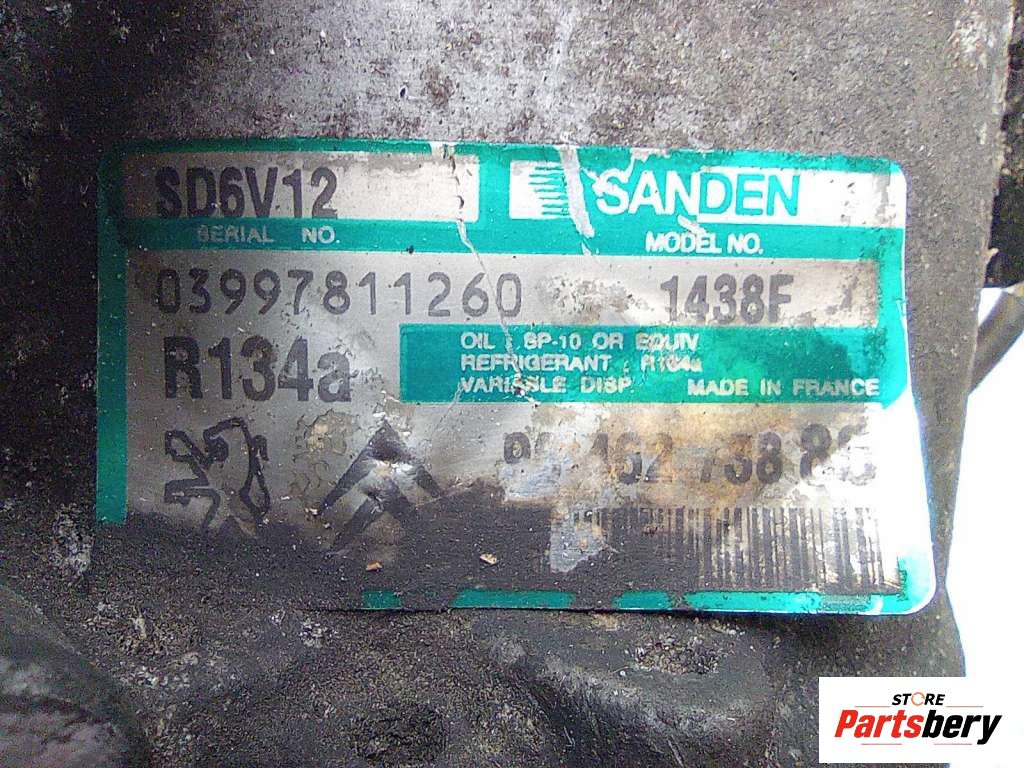 SD6V12 SANDEN
SERIAL NO. MODEL NO.
03997811260 1438F
R134a
OIL : SP-10 OR EQUIV
REFRIGERANT : R134a
VARIABLE DISP. MADE IN FRANCE
738
STORE
Partsbery